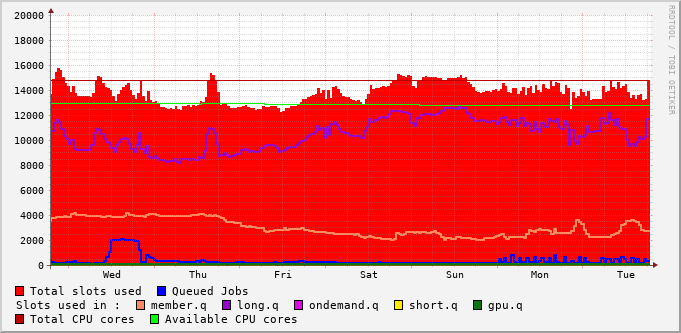 20000
18000
16000
14000
12000
10000
8000
6000
4000
2000
0
Wed Thu Fri Sat Sun Mon Tue
RRDTOOL / TOBI OETIKER
Total slots used Queued Jobs
Slots used in : member.q long.q ondemand.q short.q gpu.q
Total CPU cores Available CPU cores